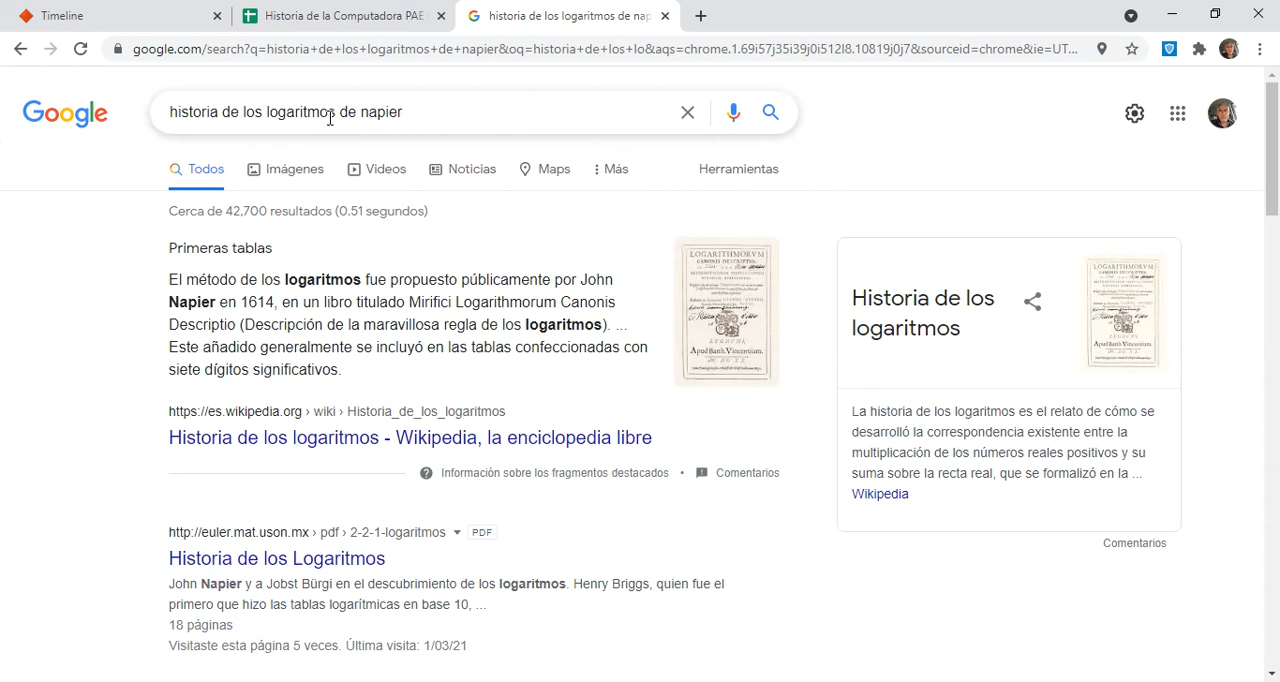 Timeline
Historia de la Computadora PAE
historia de los logaritmos de nap
google.com/search?q=historia+de+los+logaritmos+de+napier&oq=historia+de+los+lo&aqs=chrome.1.69i57j35i39j0i512l8.10819j0j7&sourceid=chrome&ie=UT...
Google
historia de los logaritmos de napier
Todos
Imágenes
Videos
Noticias
Maps
Más
Herramientas
Cerca de 42,700 resultados (0.51 segundos)
Primeras tablas
El método de los logaritmos fue propuesto públicamente por John
Napier en 1614, en un libro titulado Mirifici Logarithmorum Canonis
Descriptio (Descripción de la maravillosa regla de los logaritmos). ...
Este añadido generalmente se incluyó en las tablas confeccionadas con
siete dígitos significativos.
LOGARITHMORVM
CANONIS DESCRIPTIO,
LVGDVNI,
Apud Barth. Vincentium.
https://es.wikipedia.org › wiki › Historia_de_los_logaritmos
Historia de los logaritmos - Wikipedia, la enciclopedia libre
Información sobre los fragmentos destacados
•
Comentarios
http://euler.mat.uson.mx › pdf › 2-2-1-logaritmos
PDF
Historia de los Logaritmos
John Napier y a Jobst Bürgi en el descubrimiento de los logaritmos. Henry Briggs, quien fue el
primero que hizo las tablas logarítmicas en base 10, ...
18 páginas
Visitaste esta página 5 veces. Última visita: 1/03/21
Historia de los
logaritmos
La historia de los logaritmos es el relato de cómo se
desarrolló la correspondencia existente entre la
multiplicación de los números reales positivos y su
suma sobre la recta real, que se formalizó en la ...
Wikipedia
Comentarios